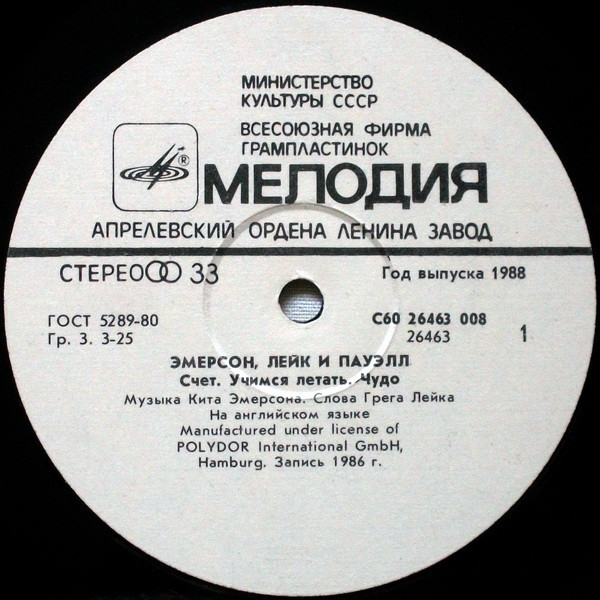 МИНИСТЕРСТВО
КУЛЬТУРЫ СССР
ВСЕСОЮЗНАЯ ФИРМА
ГРАМПЛАСТИНОК
®
МЕЛОДИЯ
АПРЕЛЕВСКИЙ ОРДЕНА ЛЕНИНА ЗАВОД
СТЕРЕО 33
Год выпуска 1988
ГОСТ 5289-80
С60 26463 008
Гр. 3. 3-25
26463
1
ЭМЕРСОН, ЛЕЙК И ПАУЭЛЛ
Счет. Учимся летать. Чудо
Музыка Кита Эмерсона. Слова Грега Лейка
На английском языке
Manufactured under license of
POLYDOR International GmbH,
Hamburg. Запись 1986 г.